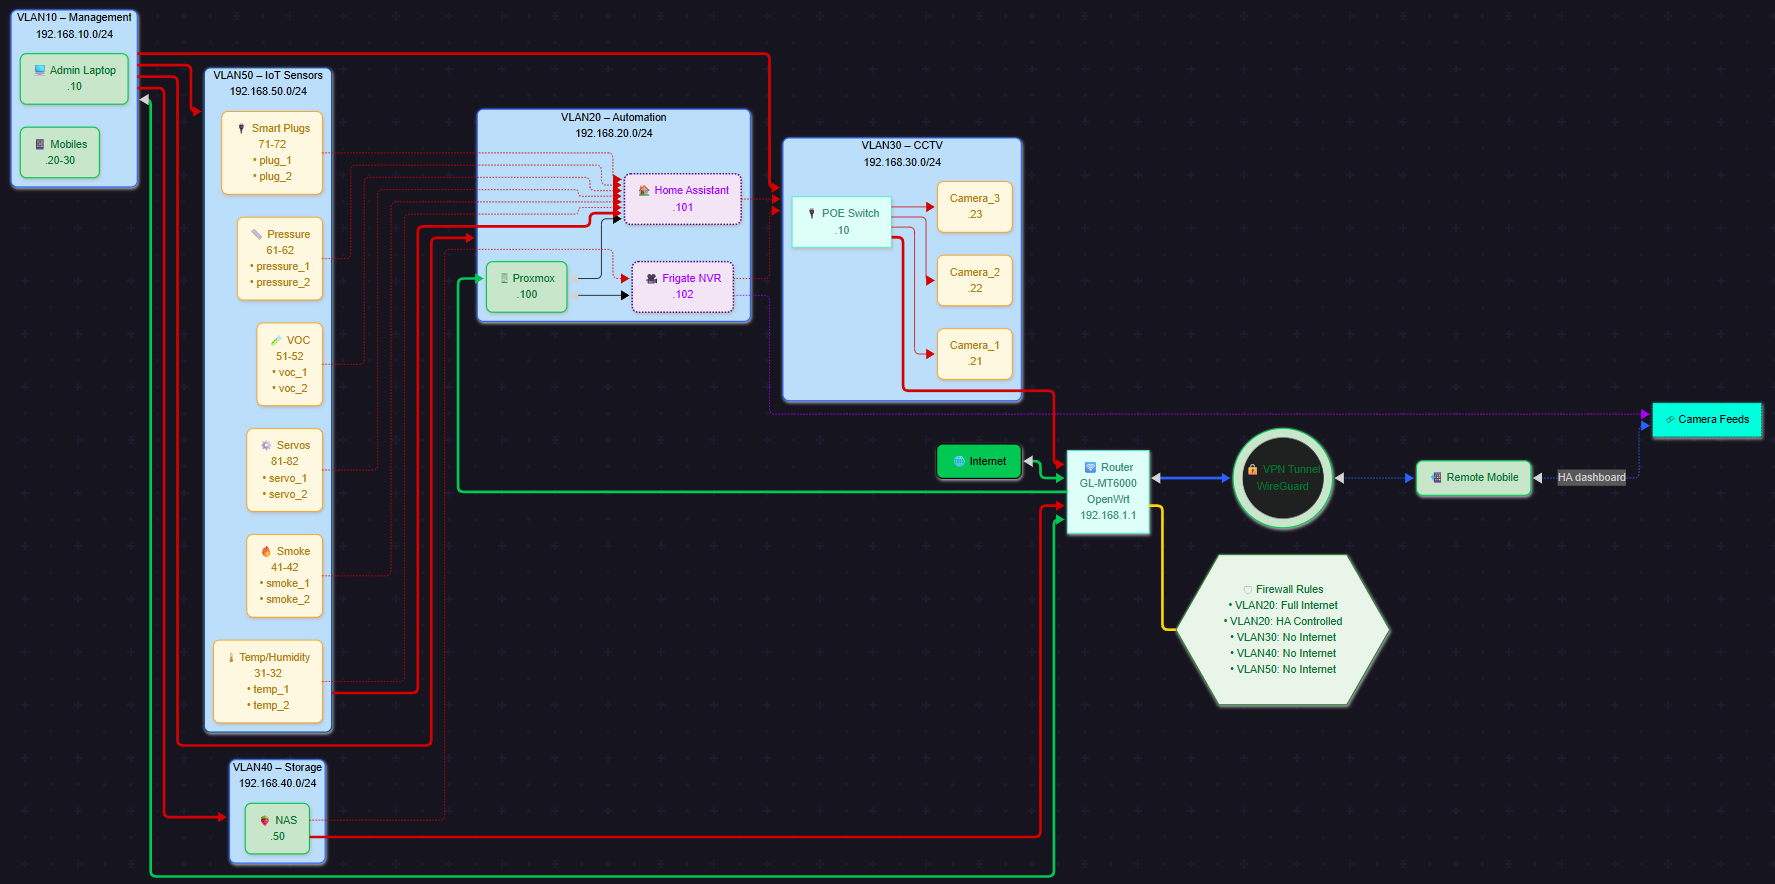 VLAN10 – Management
192.168.10.0/24
Admin Laptop
.10
Mobiles
.20-30
VLAN50 – IoT Sensors
192.168.50.0/24
Smart Plugs
71-72
• plug_1
• plug_2
Pressure
61-62
• pressure_1
• pressure_2
VOC
51-52
• voc_1
• voc_2
Servos
81-82
• servo_1
• servo_2
Smoke
41-42
• smoke_1
• smoke_2
Temp/Humidity
31-32
• temp_1
• temp_2
VLAN40 – Storage
192.168.40.0/24
NAS
.50
VLAN20 – Automation
192.168.20.0/24
Home Assistant
.101
Proxmox
.100
Frigate NVR
.102
VLAN30 – CCTV
192.168.30.0/24
POE Switch
.10
Camera_3
.23
Camera_2
.22
Camera_1
.21
Internet
Router
GL-MT6000
OpenWrt
192.168.1.1
VPN Tunnel
WireGuard
Remote Mobile
HA dashboard
Camera Feeds
Firewall Rules
• VLAN20: Full Internet
• VLAN20: HA Controlled
• VLAN30: No Internet
• VLAN40: No Internet
• VLAN50: No Internet